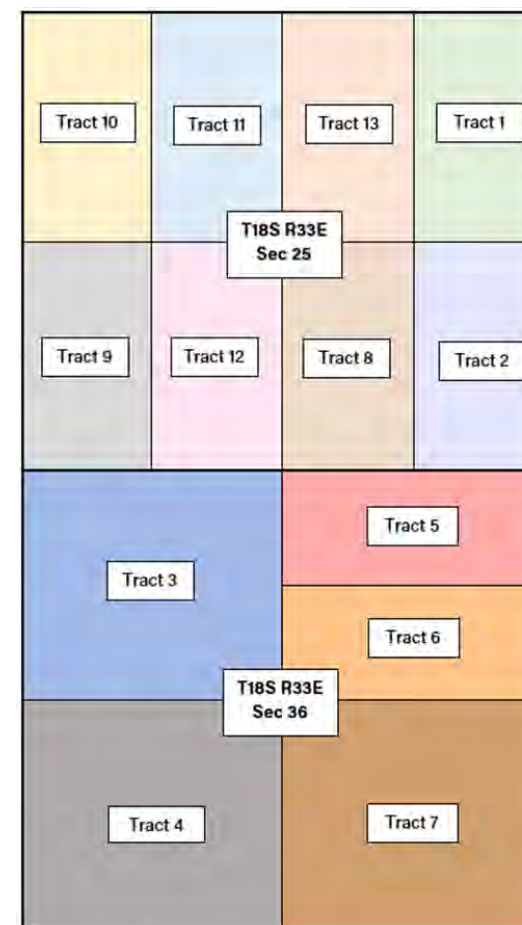 Tract 10
Tract 11
Tract 13
Tract 1
T18S R33E
Sec 25
Tract 9
Tract 12
Tract 8
Tract 2
Tract 5
Tract 3
Tract 6
T18S R33E
Sec 36
Tract 4
Tract 7